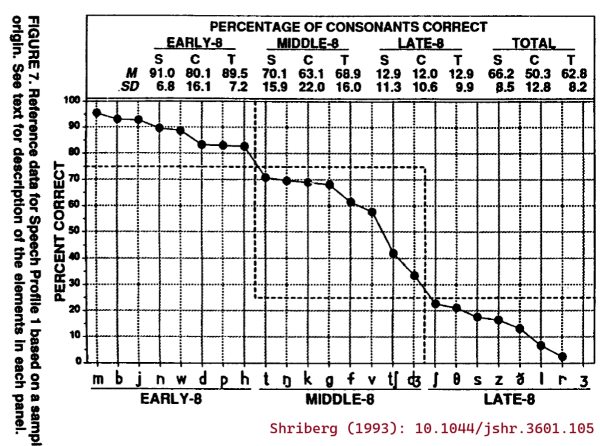 PERCENTAGE OF CONSONANTS CORRECT
EARLY-8 MIDDLE-8 LATE-8 TOTAL
S C T S C T S C T S C T
M 91.0 80.1 89.5 70.1 63.1 68.9 12.9 12.0 12.9 66.2 50.3 62.8
SD 6.8 16.1 7.2 15.9 22.0 16.0 11.3 10.6 9.9 8.5 12.8 8.2
100
90
80
70
60
50
40
30
20
10
0
PERCENT CORRECT
m b j n w d p h t ŋ k g f v tʃ dʒ ʃ θ s z ð l r ʒ
EARLY-8 MIDDLE-8 LATE-8
FIGURE 7. Reference data for Speech Profile 1 based on a sampl
origin. See text for description of the elements in each panel.
Shriberg (1993): 10.1044/jshr.3601.105